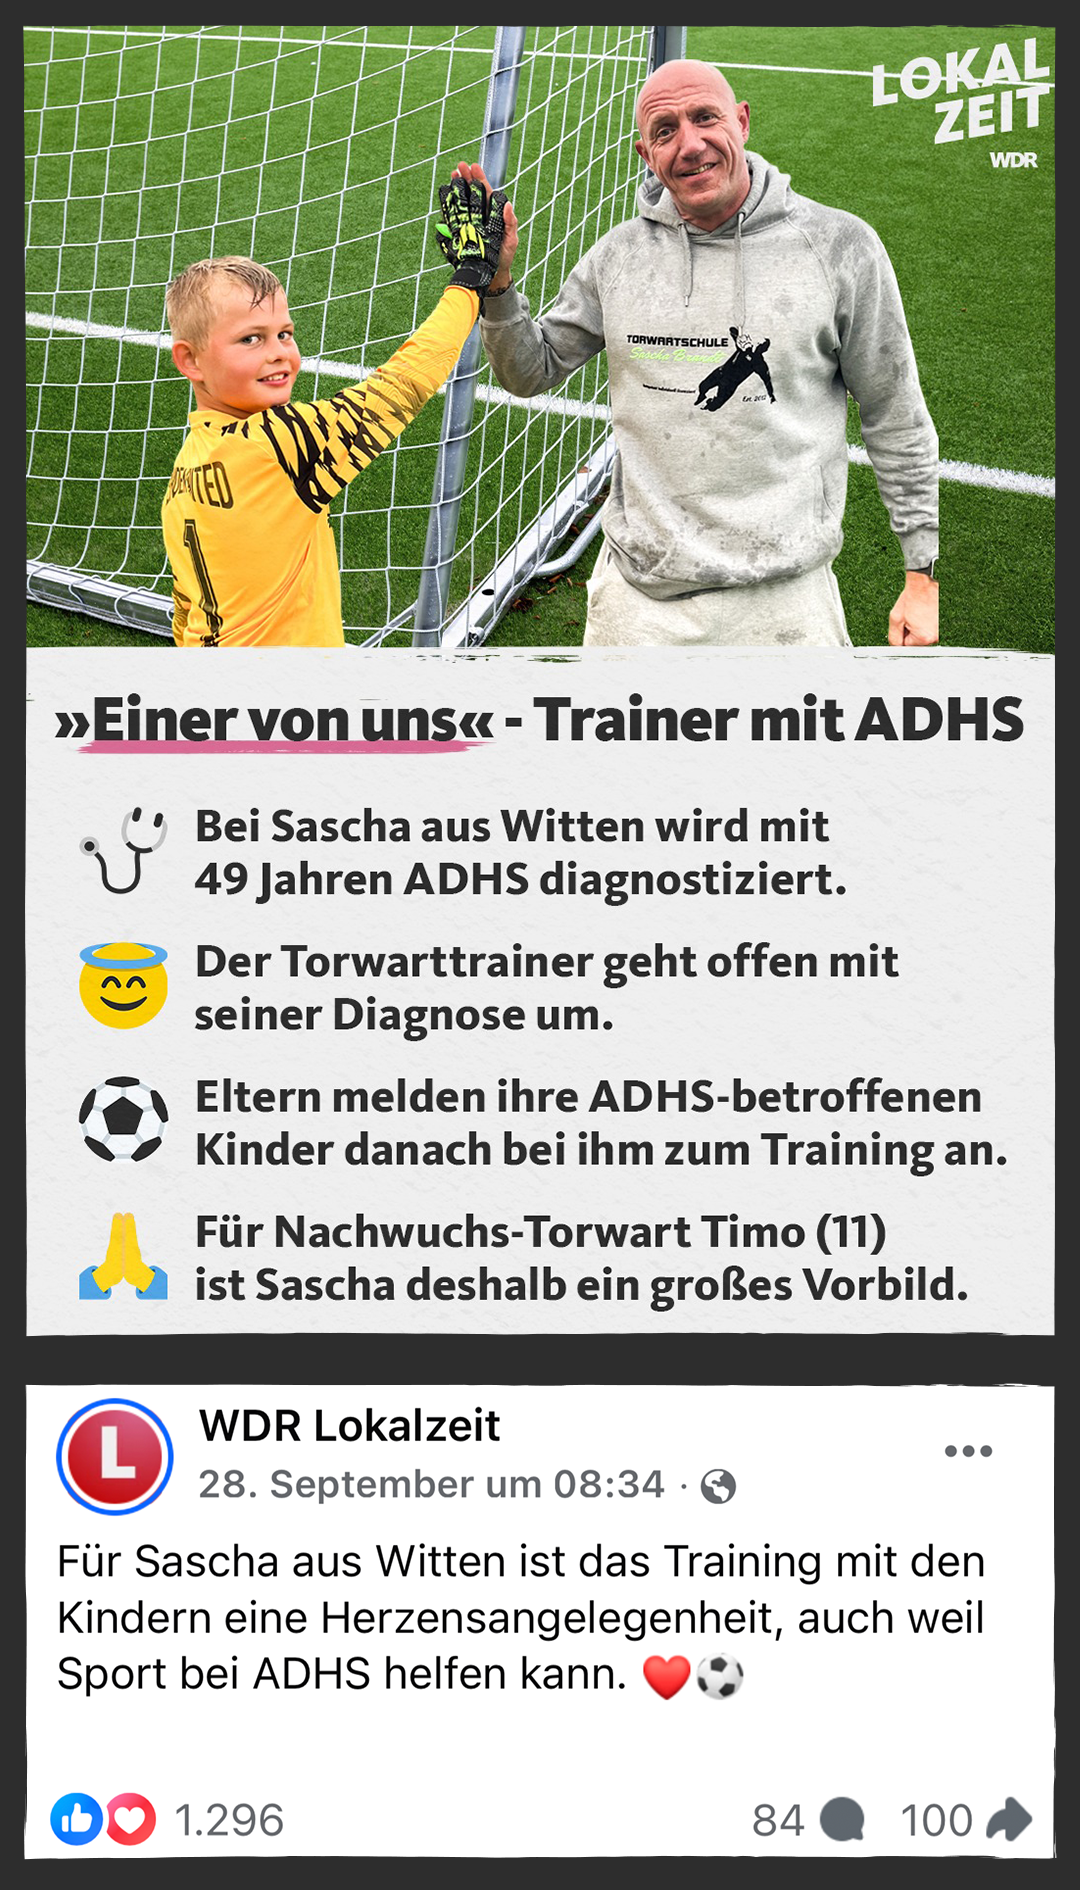 LOKAL
ZEIT
WDR
TORWARTSCHULE
Sascha Brandt
Est. 2012
1
»Einer von uns« - Trainer mit ADHS
Bei Sascha aus Witten wird mit
49 Jahren ADHS diagnostiziert.
Der Torwarttrainer geht offen mit
seiner Diagnose um.
Eltern melden ihre ADHS-betroffenen
Kinder danach bei ihm zum Training an.
Für Nachwuchs-Torwart Timo (11)
ist Sascha deshalb ein großes Vorbild.
L
WDR Lokalzeit
28. September um 08:34 ·
Für Sascha aus Witten ist das Training mit den
Kindern eine Herzensangelegenheit, auch weil
Sport bei ADHS helfen kann. ❤️⚽
1.296
84
100